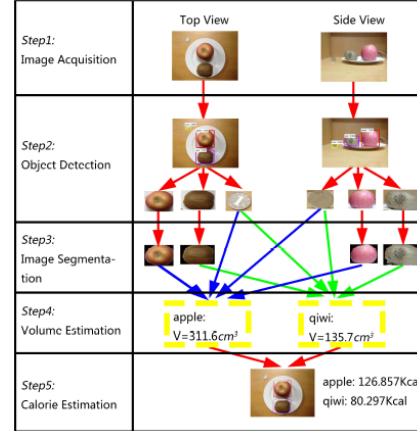 Top View
Side View
Step1:
Image Acquisition
Step2:
Object Detection
Step3:
Image Segmenta-
tion
Step4:
Volume Estimation
apple:
V=311.6cm³
qiwi:
V=135.7cm³
Step5:
Calorie Estimation
apple: 126.857Kcal
qiwi: 80.297Kcal